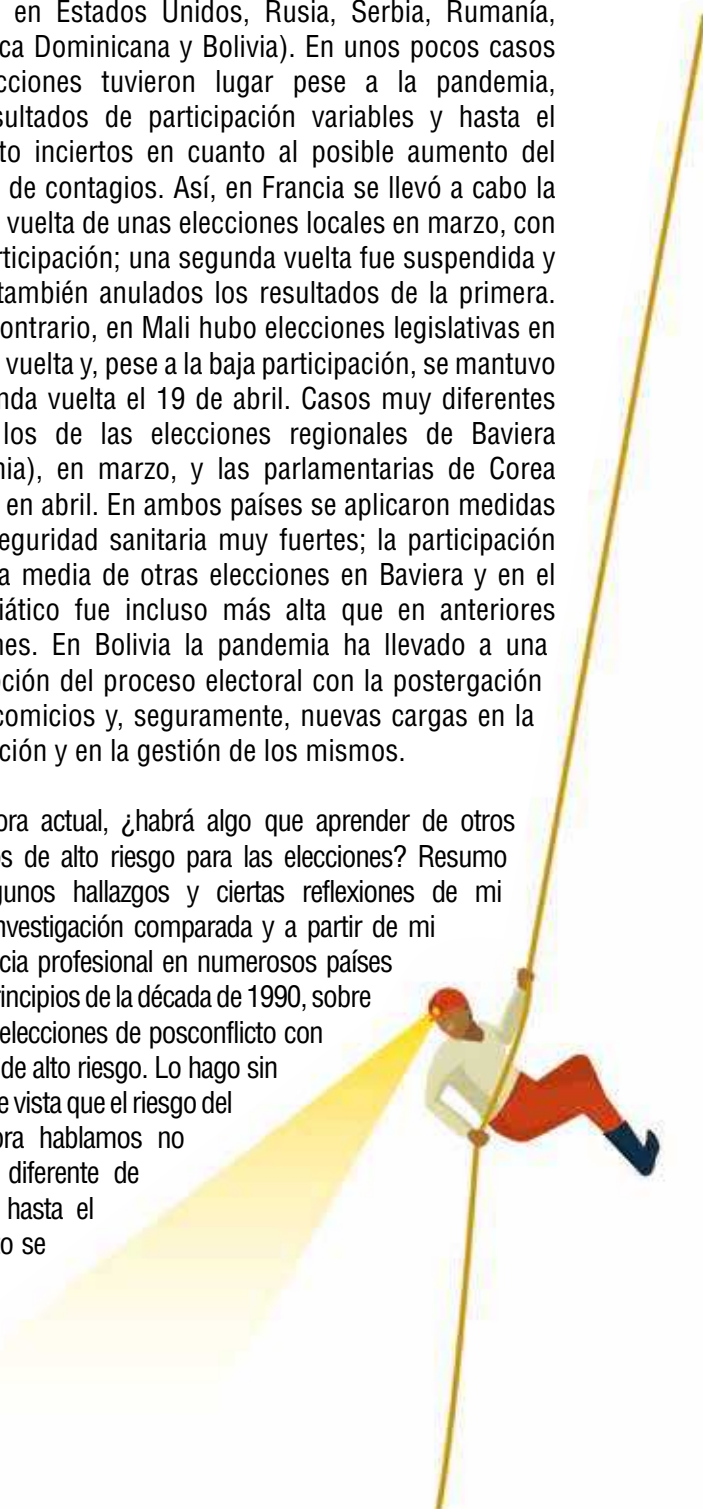 en Estados Unidos, Rusia, Serbia, Rumanía,
ca Dominicana y Bolivia). En unos pocos casos
cciones tuvieron lugar pese a la pandemia,
sultados de participación variables y hasta el
to inciertos en cuanto al posible aumento del
de contagios. Así, en Francia se llevó a cabo la
vuelta de unas elecciones locales en marzo, con
rticipación; una segunda vuelta fue suspendida y
también anulados los resultados de la primera.
ontrario, en Mali hubo elecciones legislativas en
vuelta y, pese a la baja participación, se mantuvo
nda vuelta el 19 de abril. Casos muy diferentes
los de las elecciones regionales de Baviera
nia), en marzo, y las parlamentarias de Corea
en abril. En ambos países se aplicaron medidas
eguridad sanitaria muy fuertes; la participación
a media de otras elecciones en Baviera y en el
iático fue incluso más alta que en anteriores
nes. En Bolivia la pandemia ha llevado a una
ción del proceso electoral con la postergación
comicios y, seguramente, nuevas cargas en la
ción y en la gestión de los mismos.
ora actual, ¿habrá algo que aprender de otros
os de alto riesgo para las elecciones? Resumo
gunos hallazgos y ciertas reflexiones de mi
nvestigación comparada y a partir de mi
cia profesional en numerosos países
rincipios de la década de 1990, sobre
elecciones de posconflicto con
de alto riesgo. Lo hago sin
e vista que el riesgo del
ora hablamos no
diferente de
hasta el
o se